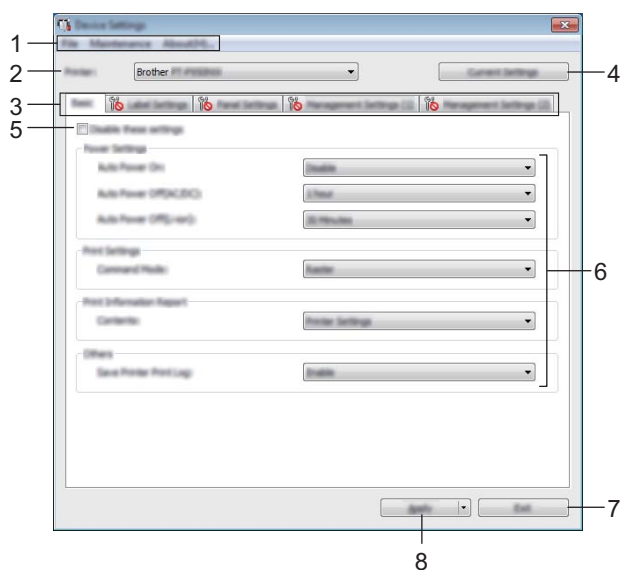 Device Settings
1
File Maintenance
2 Printer: Brother Current Settings 4
3 Basic Label Settings Panel Settings Management Settings (1) Management Settings (2)
5 Disable these settings
Power Settings
Auto Power On: Disable
Auto Power Off(AC/DC): 1 hour
Auto Power Off(Li-ion): 30 Minutes
Print Settings
Command Mode: Raster
6
Print Information Report
Contents: Printer Settings
Others
Save Printer Print Log: Enable
Apply Exit 7
8